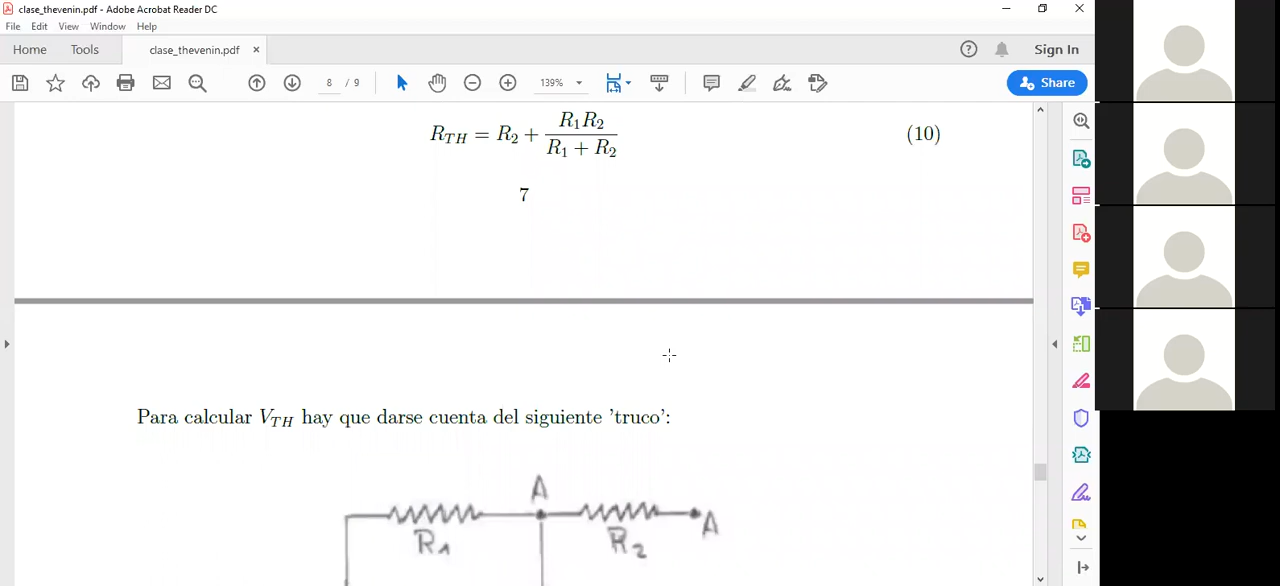 clase_thevenin.pdf - Adobe Acrobat Reader DC
File Edit View Window Help
Home Tools clase_thevenin.pdf × Sign In
8 / 9 139% Share
R_{TH} = R_2 + \frac{R_1 R_2}{R_1 + R_2} (10)
7
Para calcular V_{TH} hay que darse cuenta del siguiente 'truco':
A
R1 R2 A